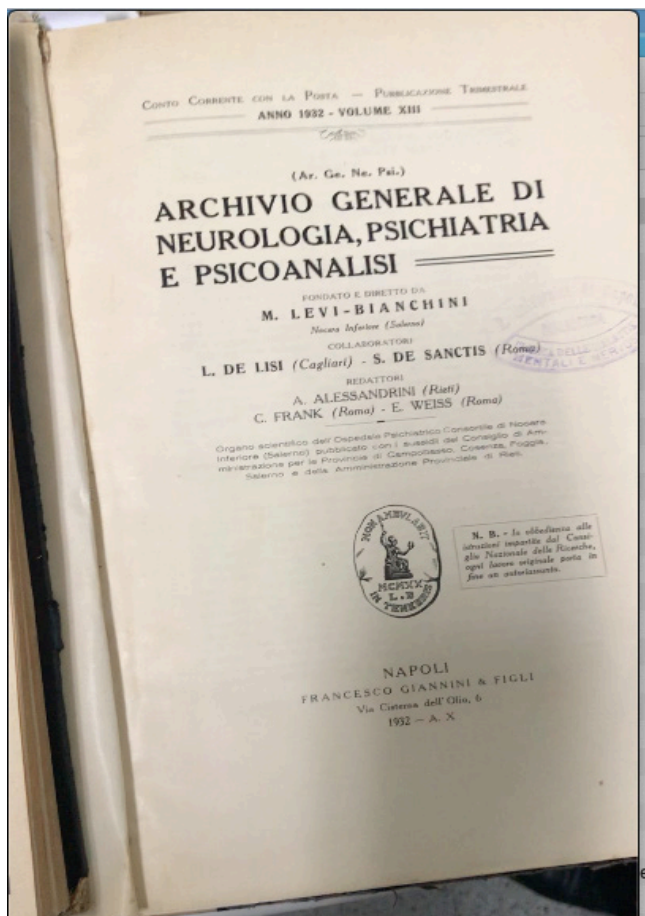 CONTO CORRENTE CON LA POSTA — PUBBLICAZIONE TRIMESTRALE
ANNO 1932 - VOLUME XIII
(Ar. Ge. Ne. Psi.)
ARCHIVIO GENERALE DI
NEUROLOGIA, PSICHIATRIA
E PSICOANALISI
FONDATO E DIRETTO DA
M. LEVI-BIANCHINI
Nocera Inferiore (Salerno)
COLLABORATORI
L. DE LISI (Cagliari) - S. DE SANCTIS (Roma)
REDATTORI
A. ALESSANDRINI (Rieti)
C. FRANK (Roma) - E. WEISS (Roma)
Organo scientifico dell'Ospedale Psichiatrico Consortile di Nocera
Inferiore (Salerno) pubblicato con i sussidi del Consiglio di Am-
ministrazione per le Provincie di Campobasso, Cosenza, Foggia,
Salerno e della Amministrazione Provinciale di Rieti.
NON AMBVLABIT
MCMXX
L. B
IN TENEBRIS
N. B. - In obbedienza alle
istruzioni impartite dal Consi-
glio Nazionale delle Ricerche,
ogni lavoro originale porta in
fine un autoriassunto.
MENTALI E
NAPOLI
FRANCESCO GIANNINI & FIGLI
Via Cisterna dell' Olio, 6
1932 — A. X